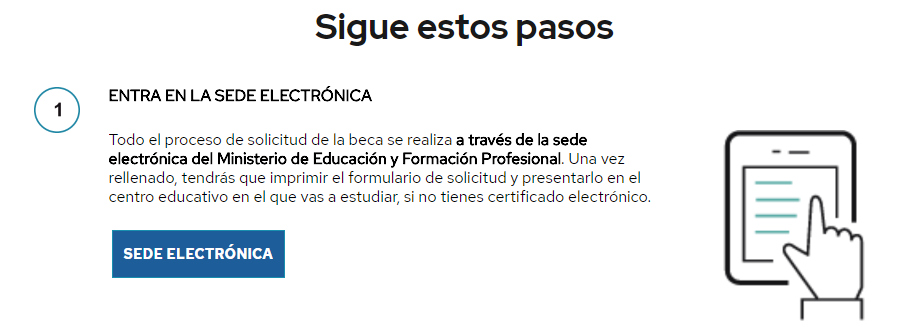 Sigue estos pasos
1
ENTRA EN LA SEDE ELECTRÓNICA
Todo el proceso de solicitud de la beca se realiza a través de la sede
electrónica del Ministerio de Educación y Formación Profesional. Una vez
rellenado, tendrás que imprimir el formulario de solicitud y presentarlo en el
centro educativo en el que vas a estudiar, si no tienes certificado electrónico.
SEDE ELECTRÓNICA